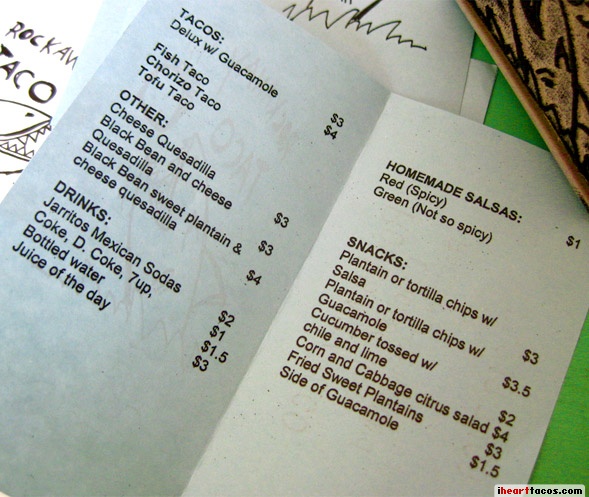 ROCKAW
TACO
TACOS:
Delux w/ Guacamole $3
Fish Taco $4
Chorizo Taco
Tofu Taco
OTHER:
Cheese Quesadilla $3
Black Bean and cheese
Quesadilla $3
Black Bean sweet plantain &
cheese quesadilla $4
DRINKS:
Jarritos Mexican Sodas $2
Coke, D. Coke, 7up, $1
Bottled water $1.5
Juice of the day $3
HOMEMADE SALSAS:
Red (Spicy) $1
Green (Not so spicy)
SNACKS:
Plantain or tortilla chips w/
Salsa $3
Plantain or tortilla chips w/
Guacamole $3.5
Cucumber tossed w/
chile and lime $2
Corn and Cabbage citrus salad $4
Fried Sweet Plantains $3
Side of Guacamole $1.5
ihearttacos.com